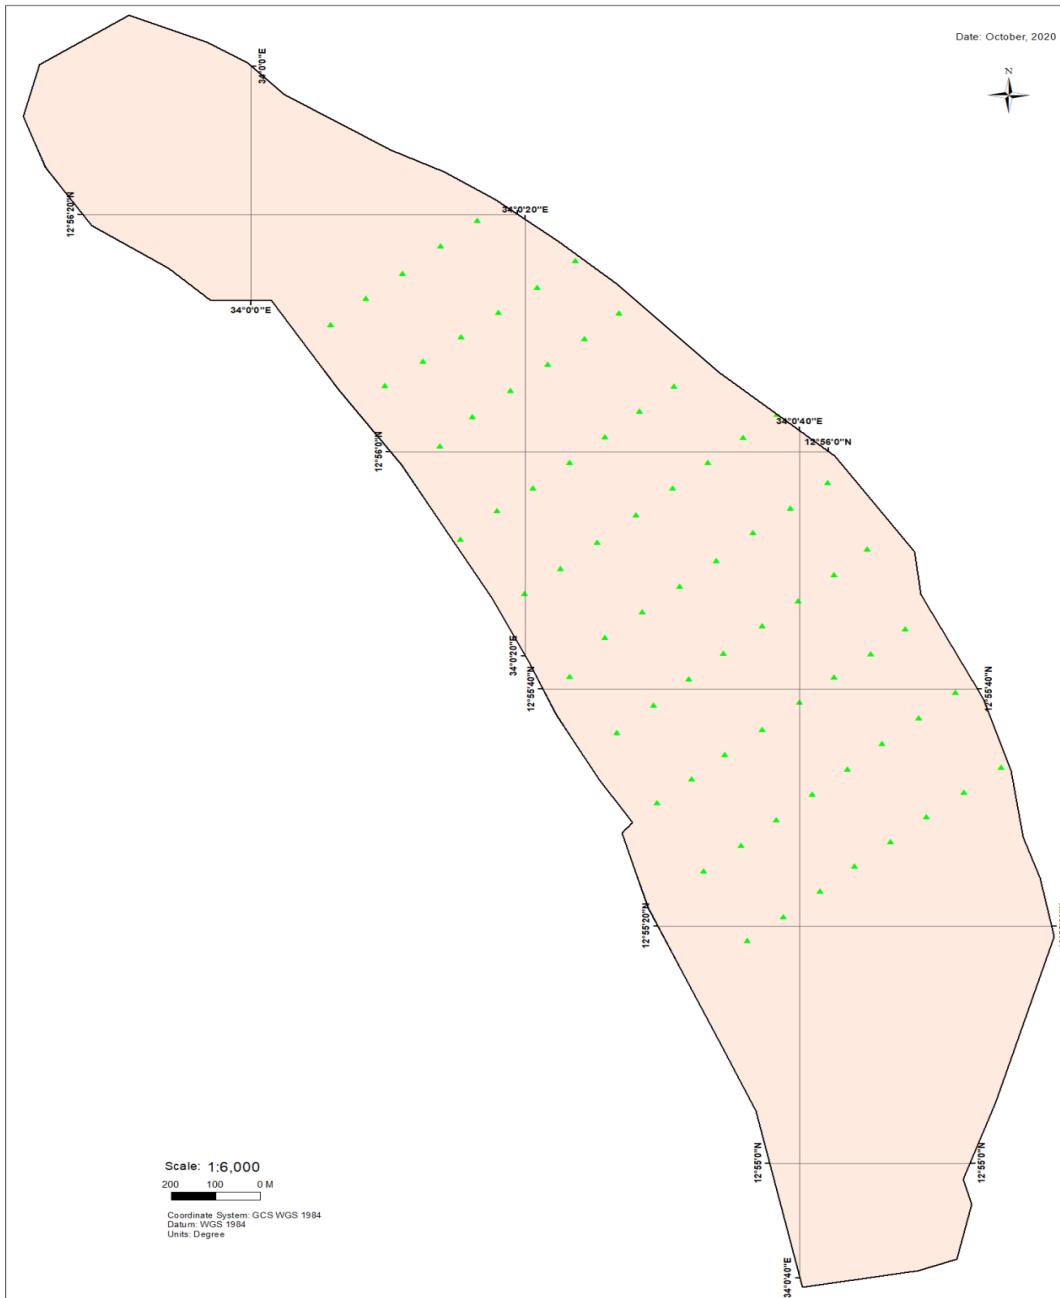 Date: October, 2020
N
34°0'0"E
12°56'20"N
34°0'20"E
34°0'0"E
34°0'40"E
12°56'0"N
12°56'0"N
34°0'20"E
12°55'40"N
12°55'40"N
12°55'20"N
12°55'0"N
12°55'0"N
34°0'40"E
Scale: 1:6,000
200 100 0 M
Coordinate System: GCS WGS 1984
Datum: WGS 1984
Units: Degree